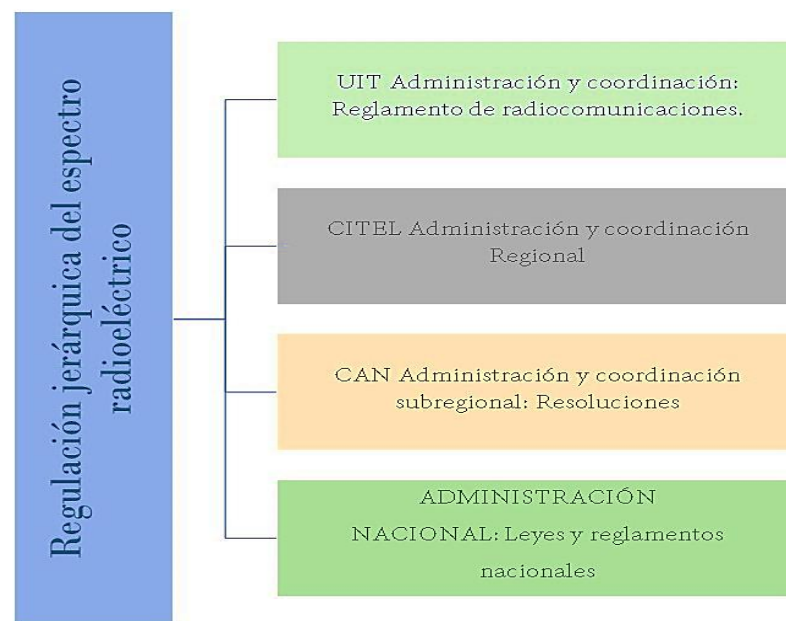 Regulación jerárquica del espectro
radioeléctrico
UIT Administración y coordinación:
Reglamento de radiocomunicaciones.
CITEL Administración y coordinación
Regional
CAN Administración y coordinación
subregional: Resoluciones
ADMINISTRACIÓN
NACIONAL: Leyes y reglamentos
nacionales